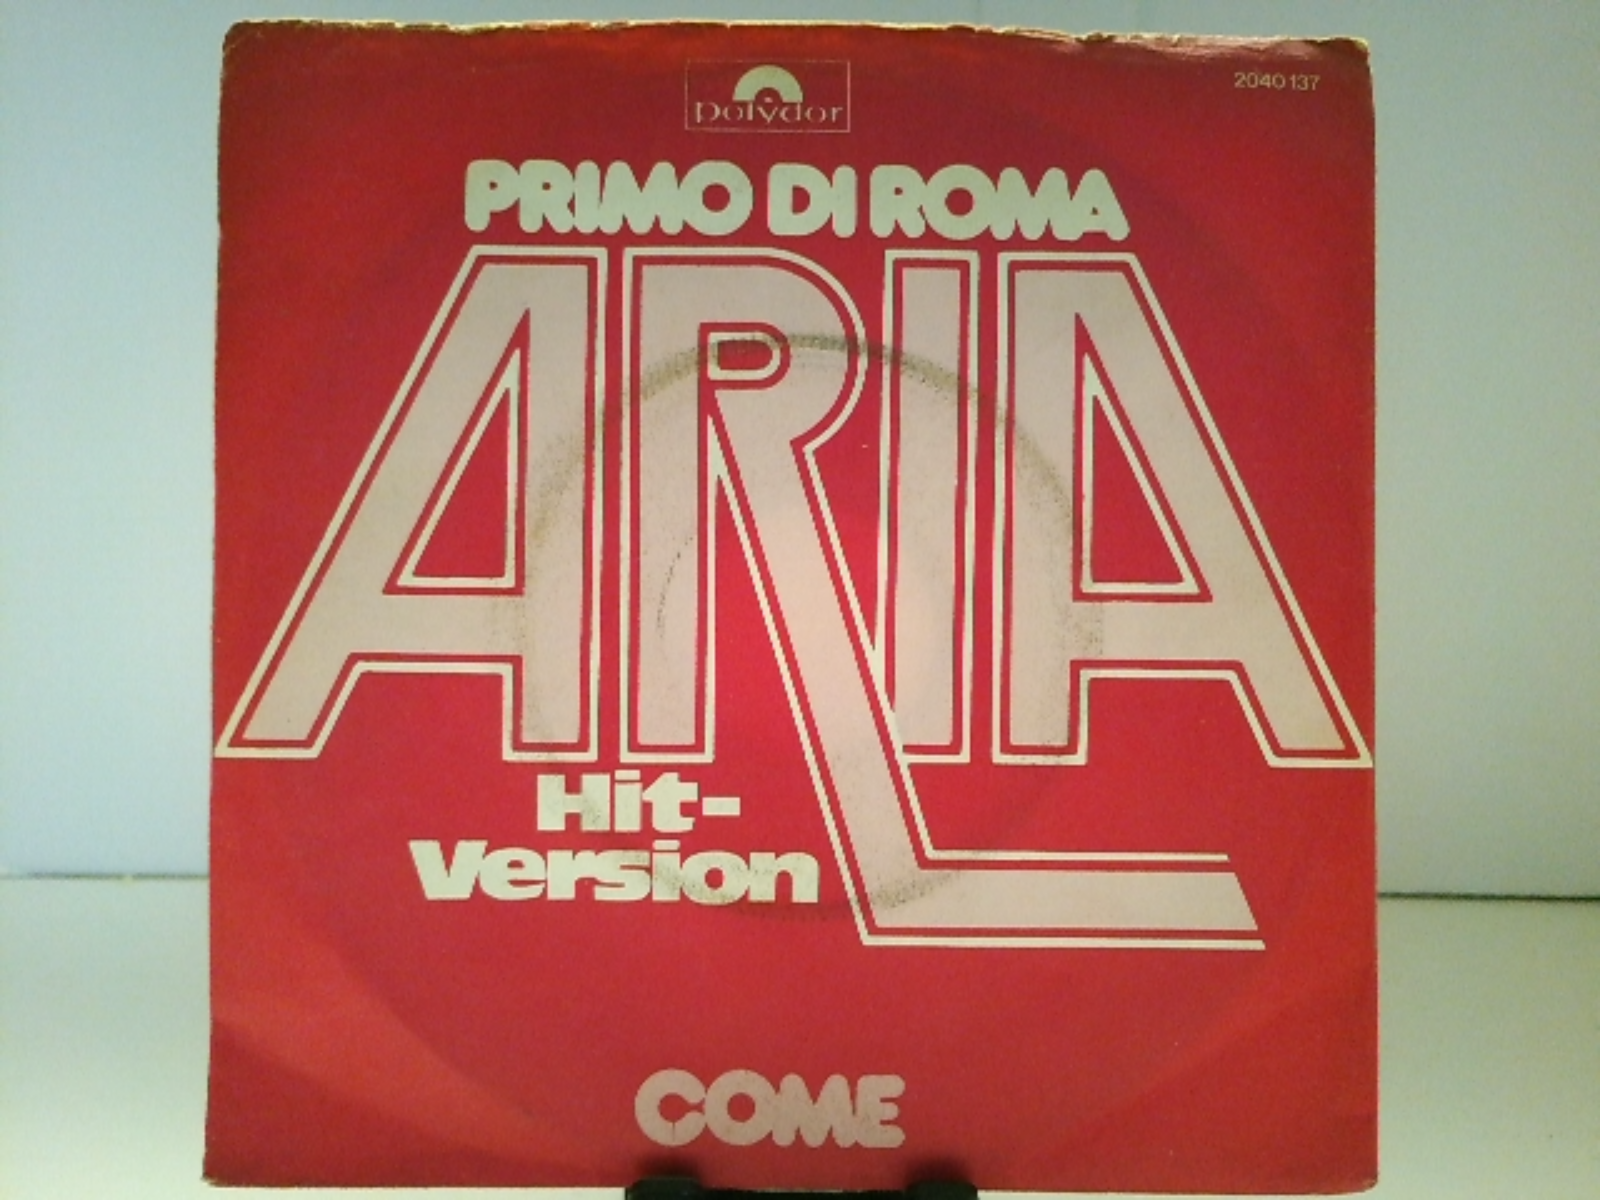 polydor
2040 137
PRIMO DI ROMA
ARIA
Hit-
Version
COME